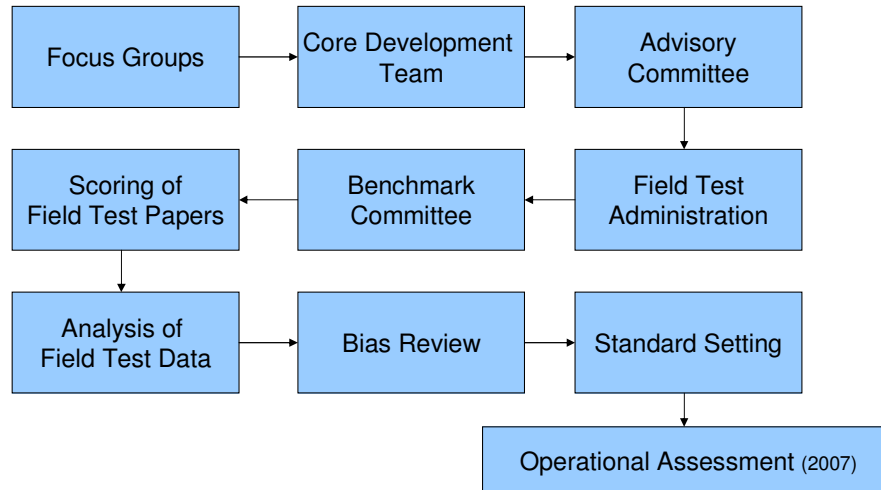 Focus Groups
Core Development
Team
Advisory
Committee
Scoring of
Field Test Papers
Benchmark
Committee
Field Test
Administration
Analysis of
Field Test Data
Bias Review
Standard Setting
Operational Assessment (2007)